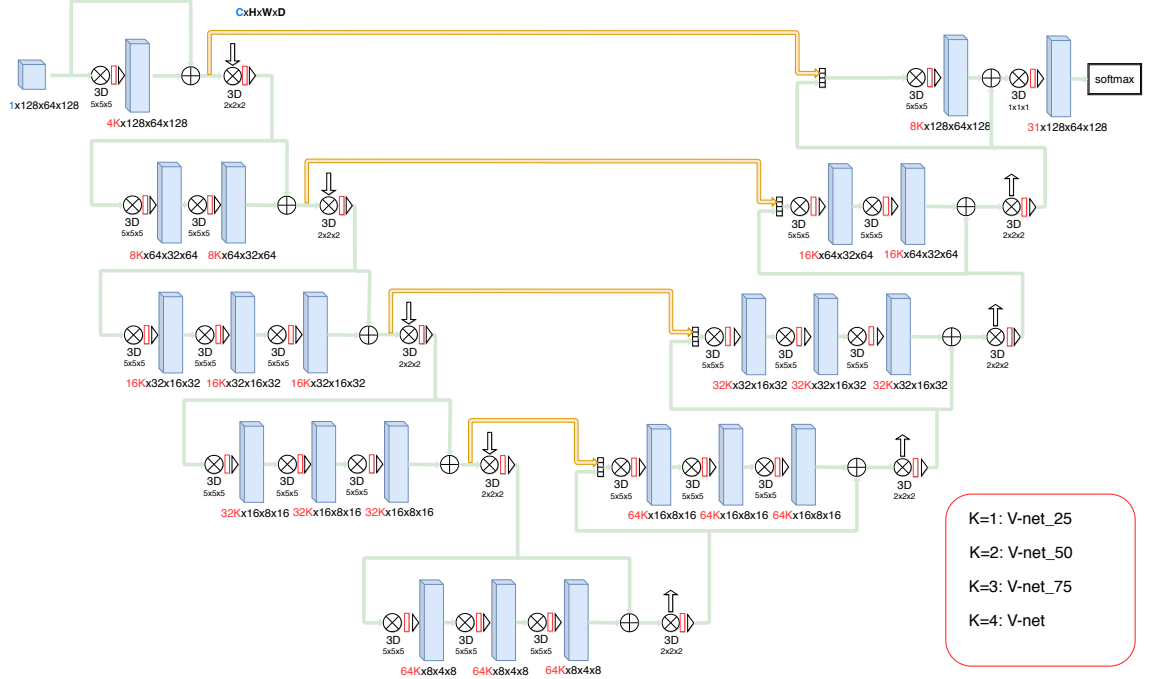 CxHxWxD
3D
5x5x5
3D
2x2x2
1x128x64x128
4Kx128x64x128
3D
5x5x5
3D
1x1x1
softmax
8Kx128x64x128
31x128x64x128
3D
5x5x5
3D
5x5x5
3D
2x2x2
8Kx64x32x64
8Kx64x32x64
3D
5x5x5
3D
5x5x5
3D
2x2x2
16Kx64x32x64
16Kx64x32x64
3D
5x5x5
3D
5x5x5
3D
5x5x5
3D
2x2x2
16Kx32x16x32
16Kx32x16x32
16Kx32x16x32
3D
5x5x5
3D
5x5x5
3D
5x5x5
3D
2x2x2
32Kx32x16x32
32Kx32x16x32
32Kx32x16x32
3D
5x5x5
3D
5x5x5
3D
5x5x5
3D
2x2x2
32Kx16x8x16
32Kx16x8x16
32Kx16x8x16
3D
5x5x5
3D
5x5x5
3D
5x5x5
3D
2x2x2
64Kx16x8x16
64Kx16x8x16
64Kx16x8x16
3D
5x5x5
3D
5x5x5
3D
5x5x5
3D
2x2x2
64Kx8x4x8
64Kx8x4x8
64Kx8x4x8
K=1: V-net_25
K=2: V-net_50
K=3: V-net_75
K=4: V-net